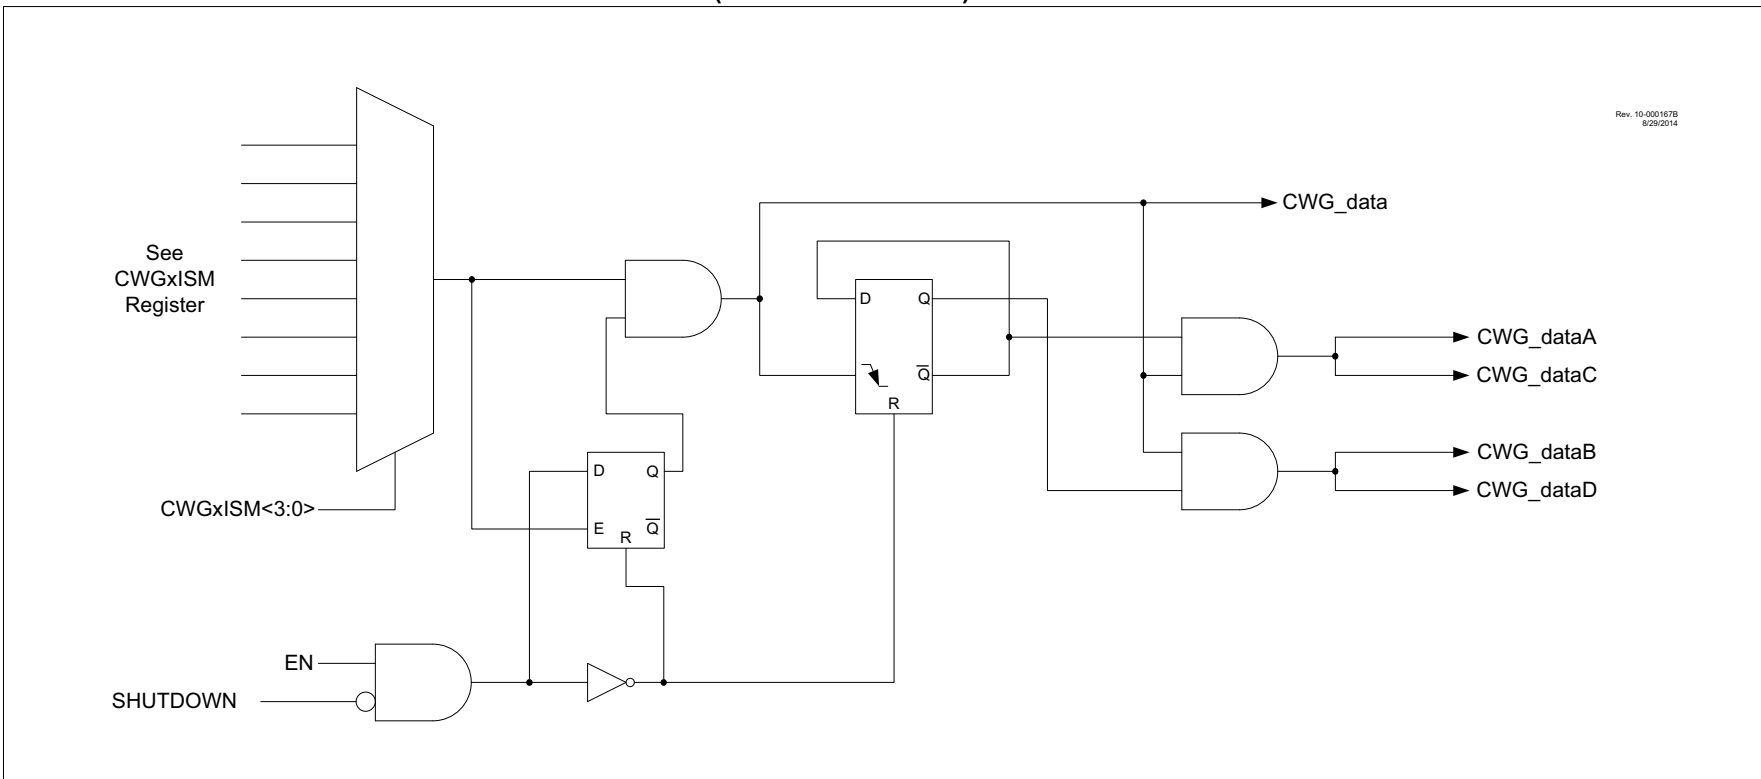 Rev. 10-000167B
8/29/2014
CWG_data
See
CWGxISM
Register
D
Q
Q̅
R
CWG_dataA
CWG_dataC
CWG_dataB
CWG_dataD
D
Q
E
R
Q̅
CWGxISM<3:0>
EN
SHUTDOWN